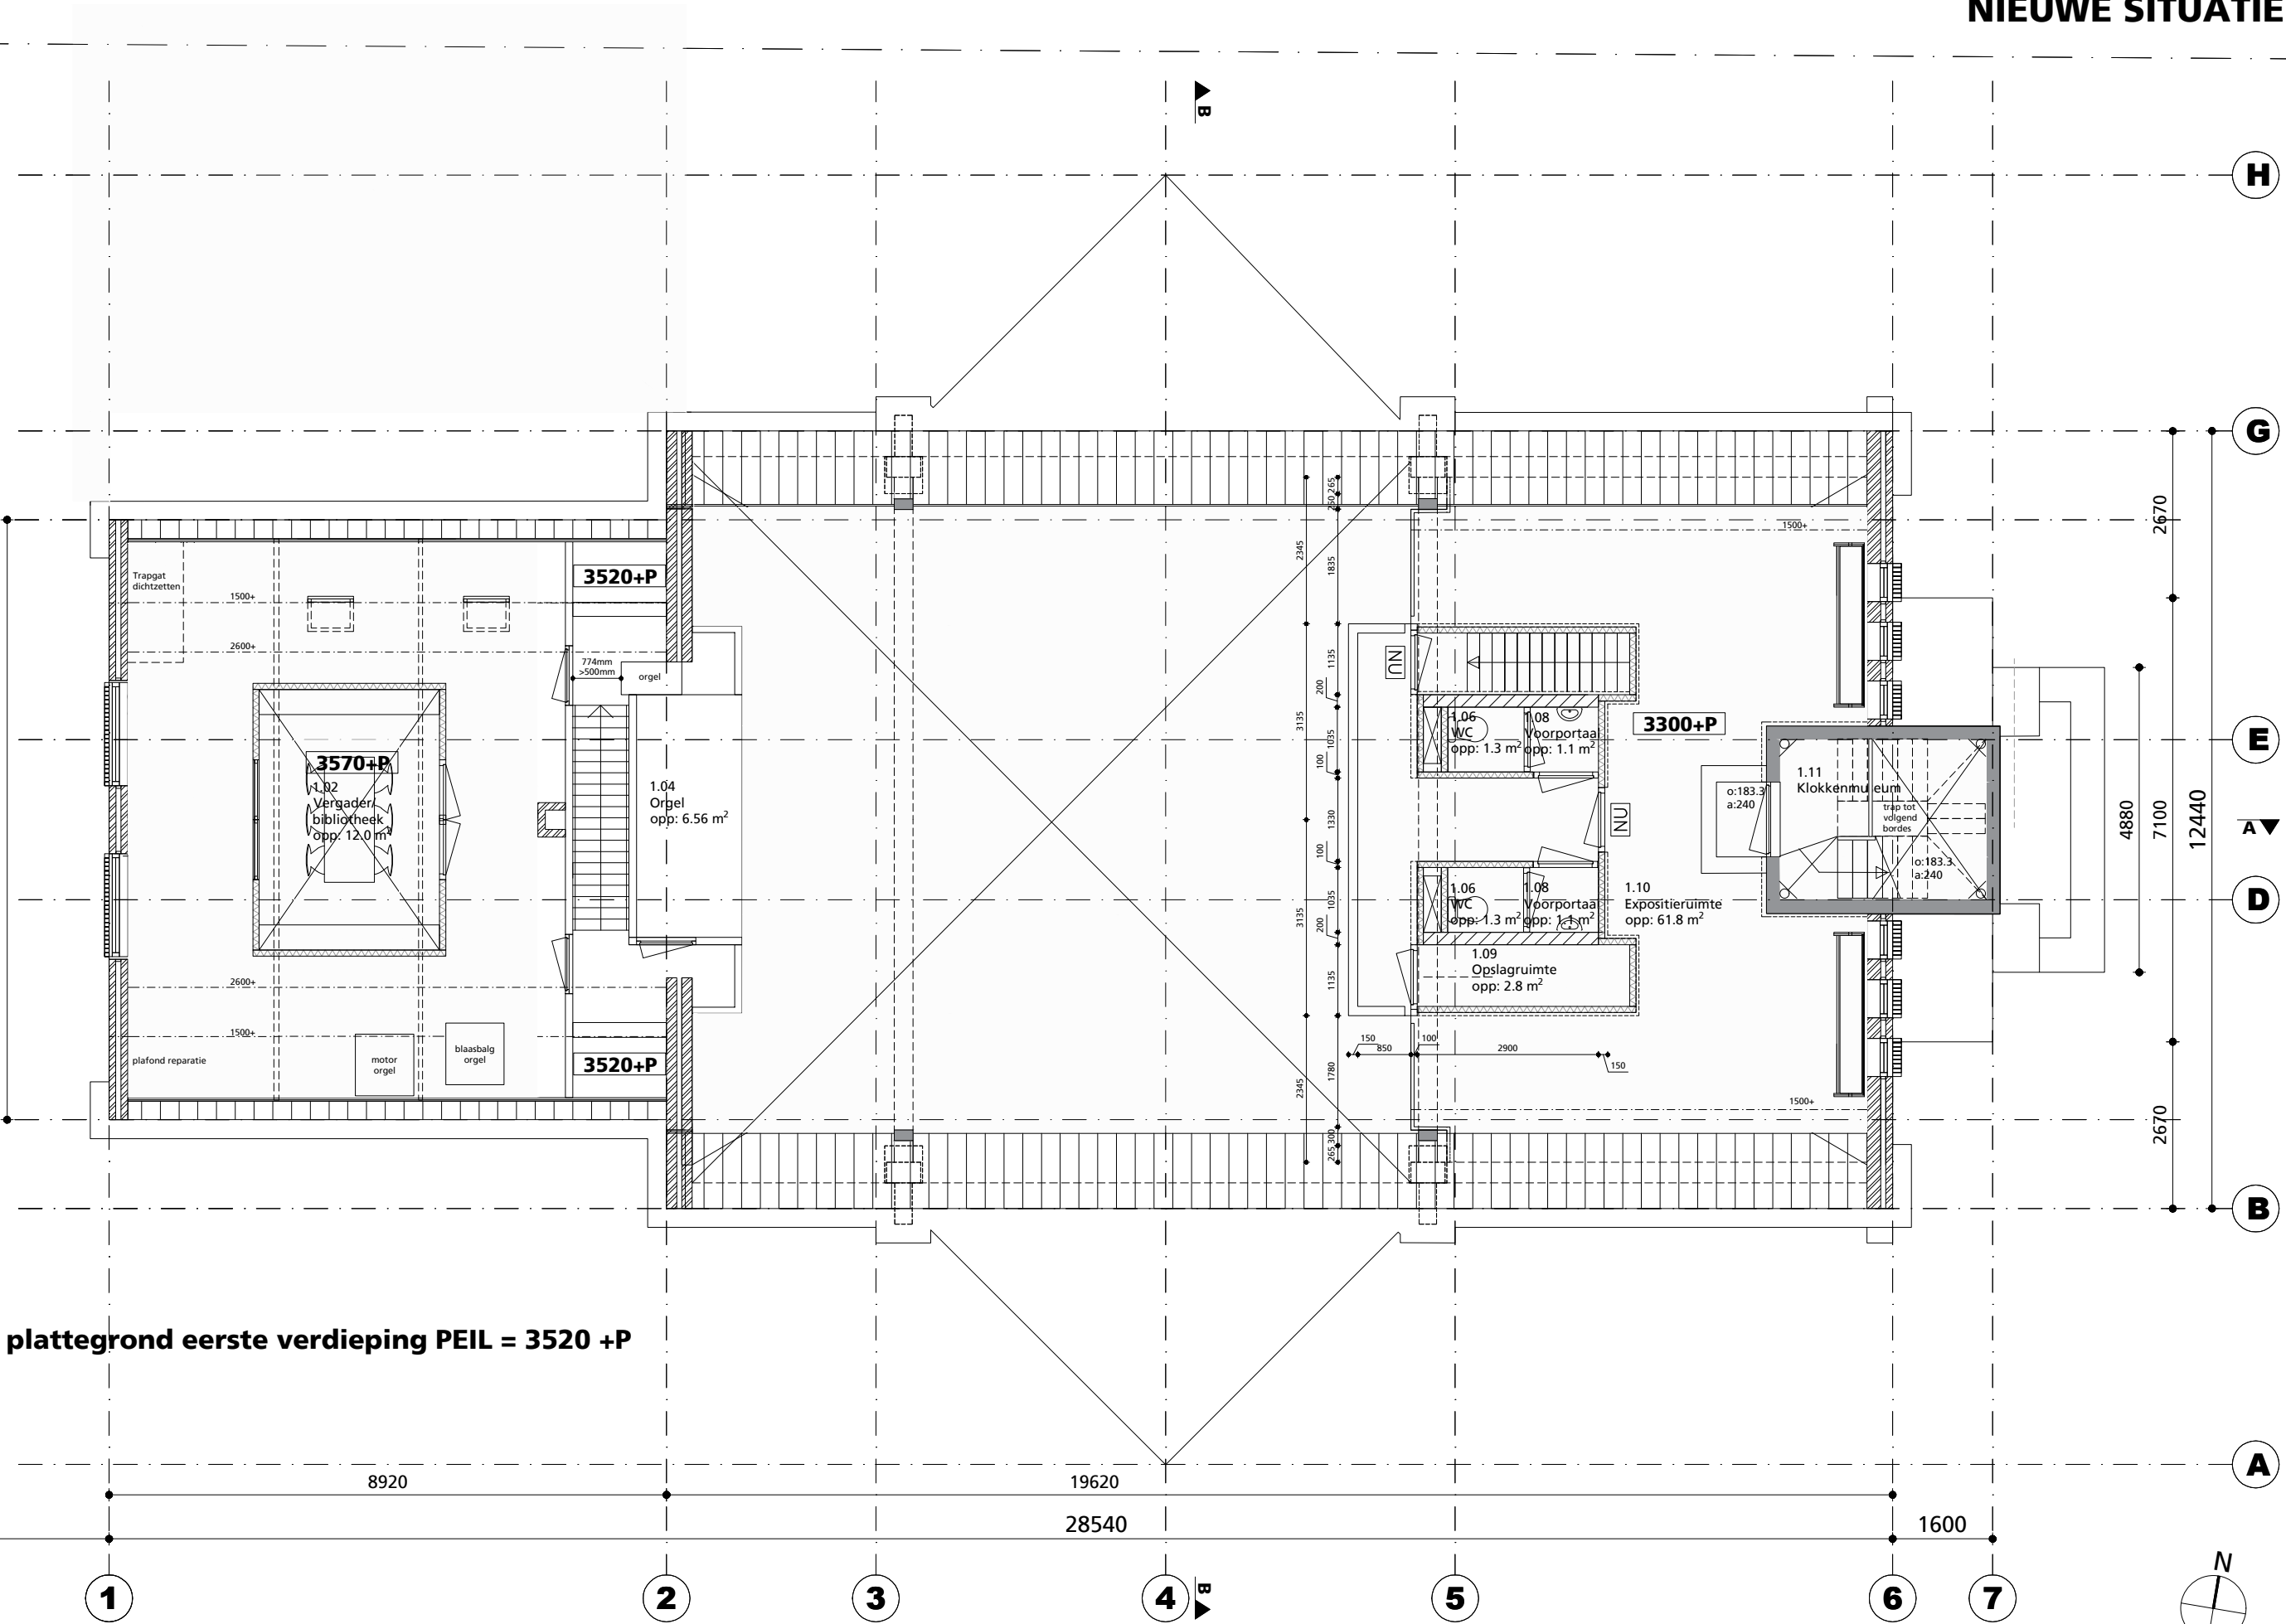 NIEUWE SITUATIE
B
H
G
E
D
B
A
A
2670
7100
2670
4880
12440
Trapgat
dichtzetten
1500+
2600+
3520+P
774mm
>500mm
orgel
3570+P
1.02
Vergader/
bibliotheek
opp: 12.0 m²
1.04
Orgel
opp: 6.56 m²
2600+
1500+
plafond reparatie
motor
orgel
blaasbalg
orgel
3520+P
265
2345
1835
1135
200
3135
1035
100
1330
100
1035
3135
200
1135
1780
2345
300
265
150
850
100
2900
150
1500+
NU
1.06
WC
opp: 1.3 m²
1.08
Voorportaal
opp: 1.1 m²
3300+P
NU
1.06
WC
opp: 1.3 m²
1.08
Voorportaal
opp: 1.1 m²
1.10
Expositieruimte
opp: 61.8 m²
1.09
Opslagruimte
opp: 2.8 m²
1500+
o:183.3
a:240
1.11
Klokkenmuseum
trap tot
volgend
bordes
o:183.3
a:240
plattegrond eerste verdieping PEIL = 3520 +P
8920
19620
28540
1600
1
2
3
4
B
5
6
7
N